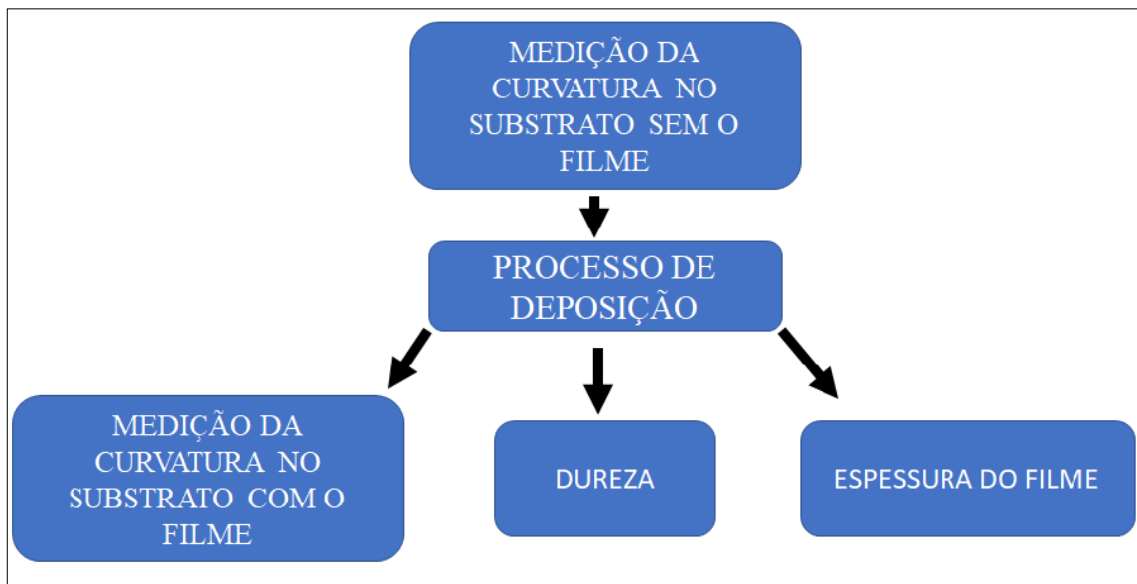 MEDIÇÃO DA
CURVATURA NO
SUBSTRATO SEM O
FILME
PROCESSO DE
DEPOSIÇÃO
MEDIÇÃO DA
CURVATURA NO
SUBSTRATO COM O
FILME
DUREZA
ESPESSURA DO FILME